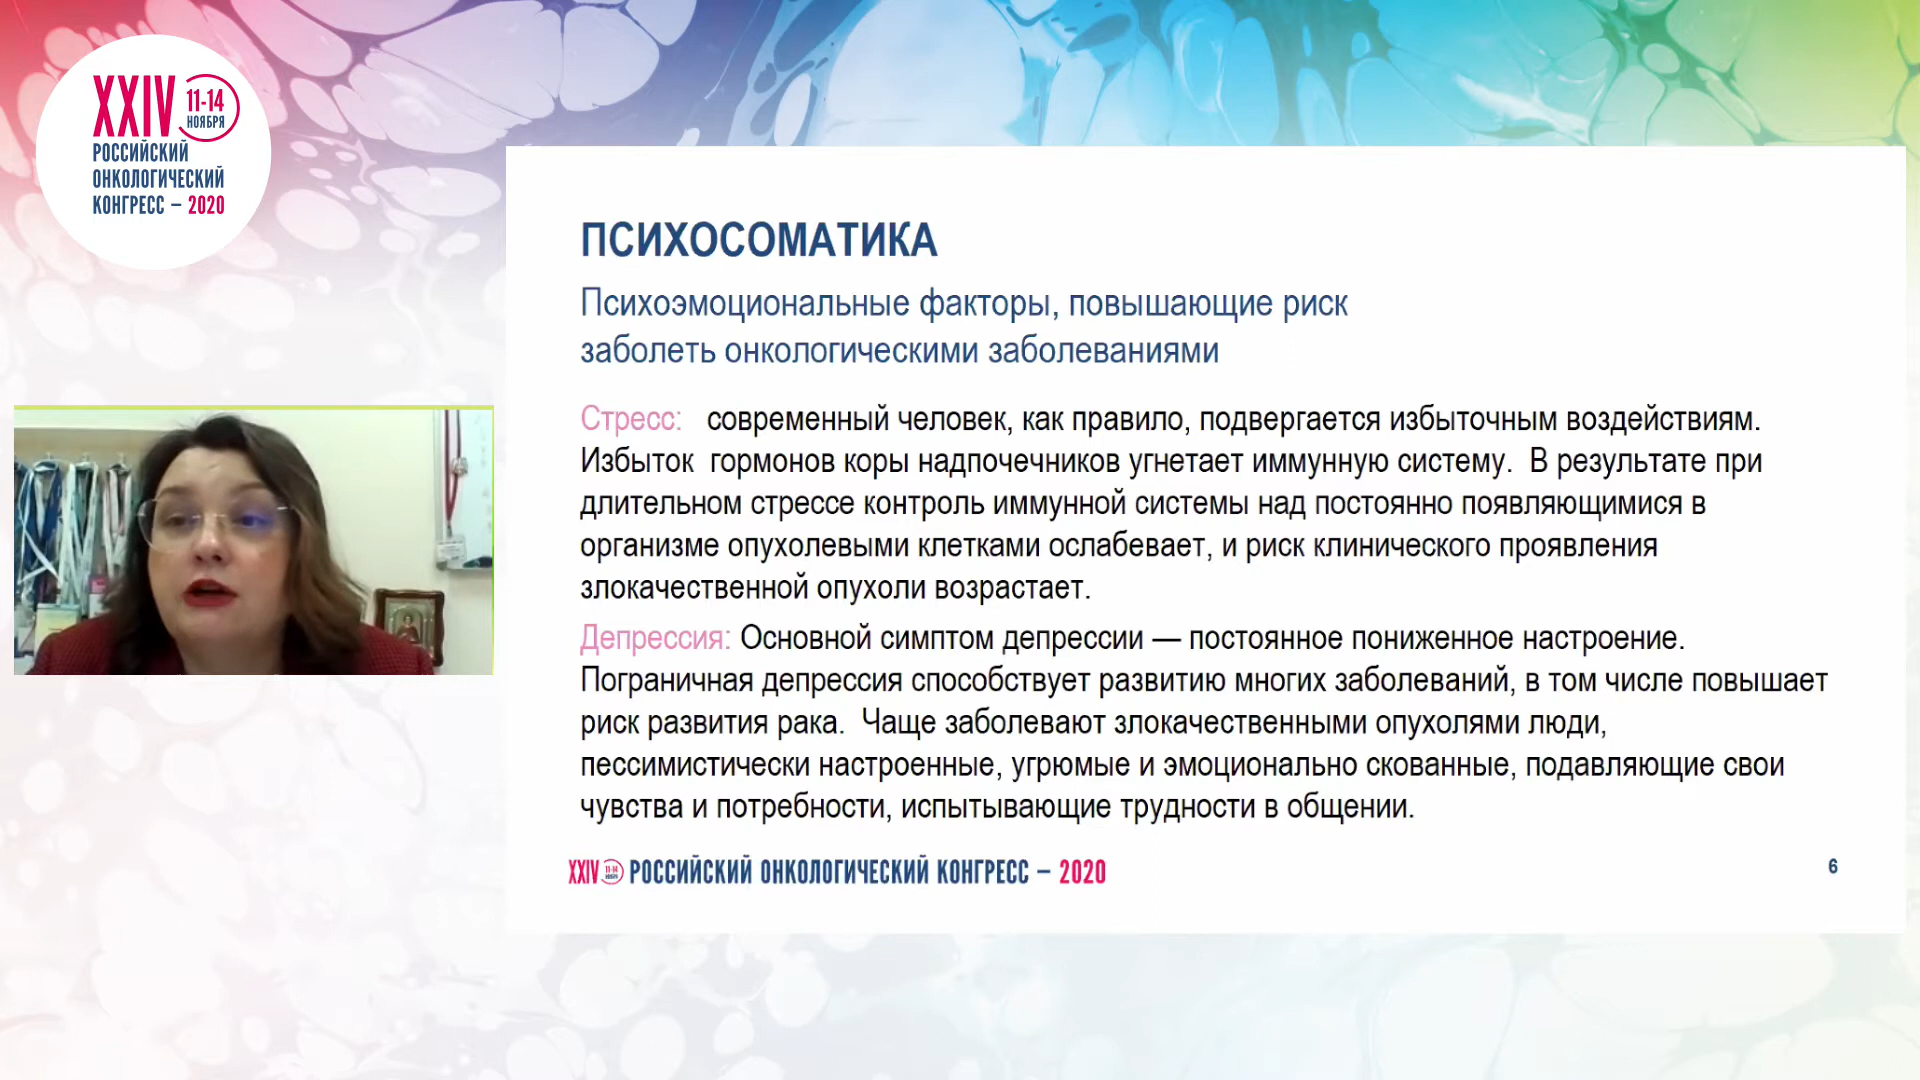 XXIV 11-14
НОЯБРЯ
РОССИЙСКИЙ
ОНКОЛОГИЧЕСКИЙ
КОНГРЕСС – 2020
ПСИХОСОМАТИКА
Психоэмоциональные факторы, повышающие риск
заболеть онкологическими заболеваниями
Стресс: современный человек, как правило, подвергается избыточным воздействиям.
Избыток гормонов коры надпочечников угнетает иммунную систему. В результате при
длительном стрессе контроль иммунной системы над постоянно появляющимися в
организме опухолевыми клетками ослабевает, и риск клинического проявления
злокачественной опухоли возрастает.
Депрессия: Основной симптом депрессии — постоянное пониженное настроение.
Пограничная депрессия способствует развитию многих заболеваний, в том числе повышает
риск развития рака. Чаще заболевают злокачественными опухолями люди,
пессимистически настроенные, угрюмые и эмоционально скованные, подавляющие свои
чувства и потребности, испытывающие трудности в общении.
XXIV 11-14 НОЯБРЯ РОССИЙСКИЙ ОНКОЛОГИЧЕСКИЙ КОНГРЕСС – 2020
6